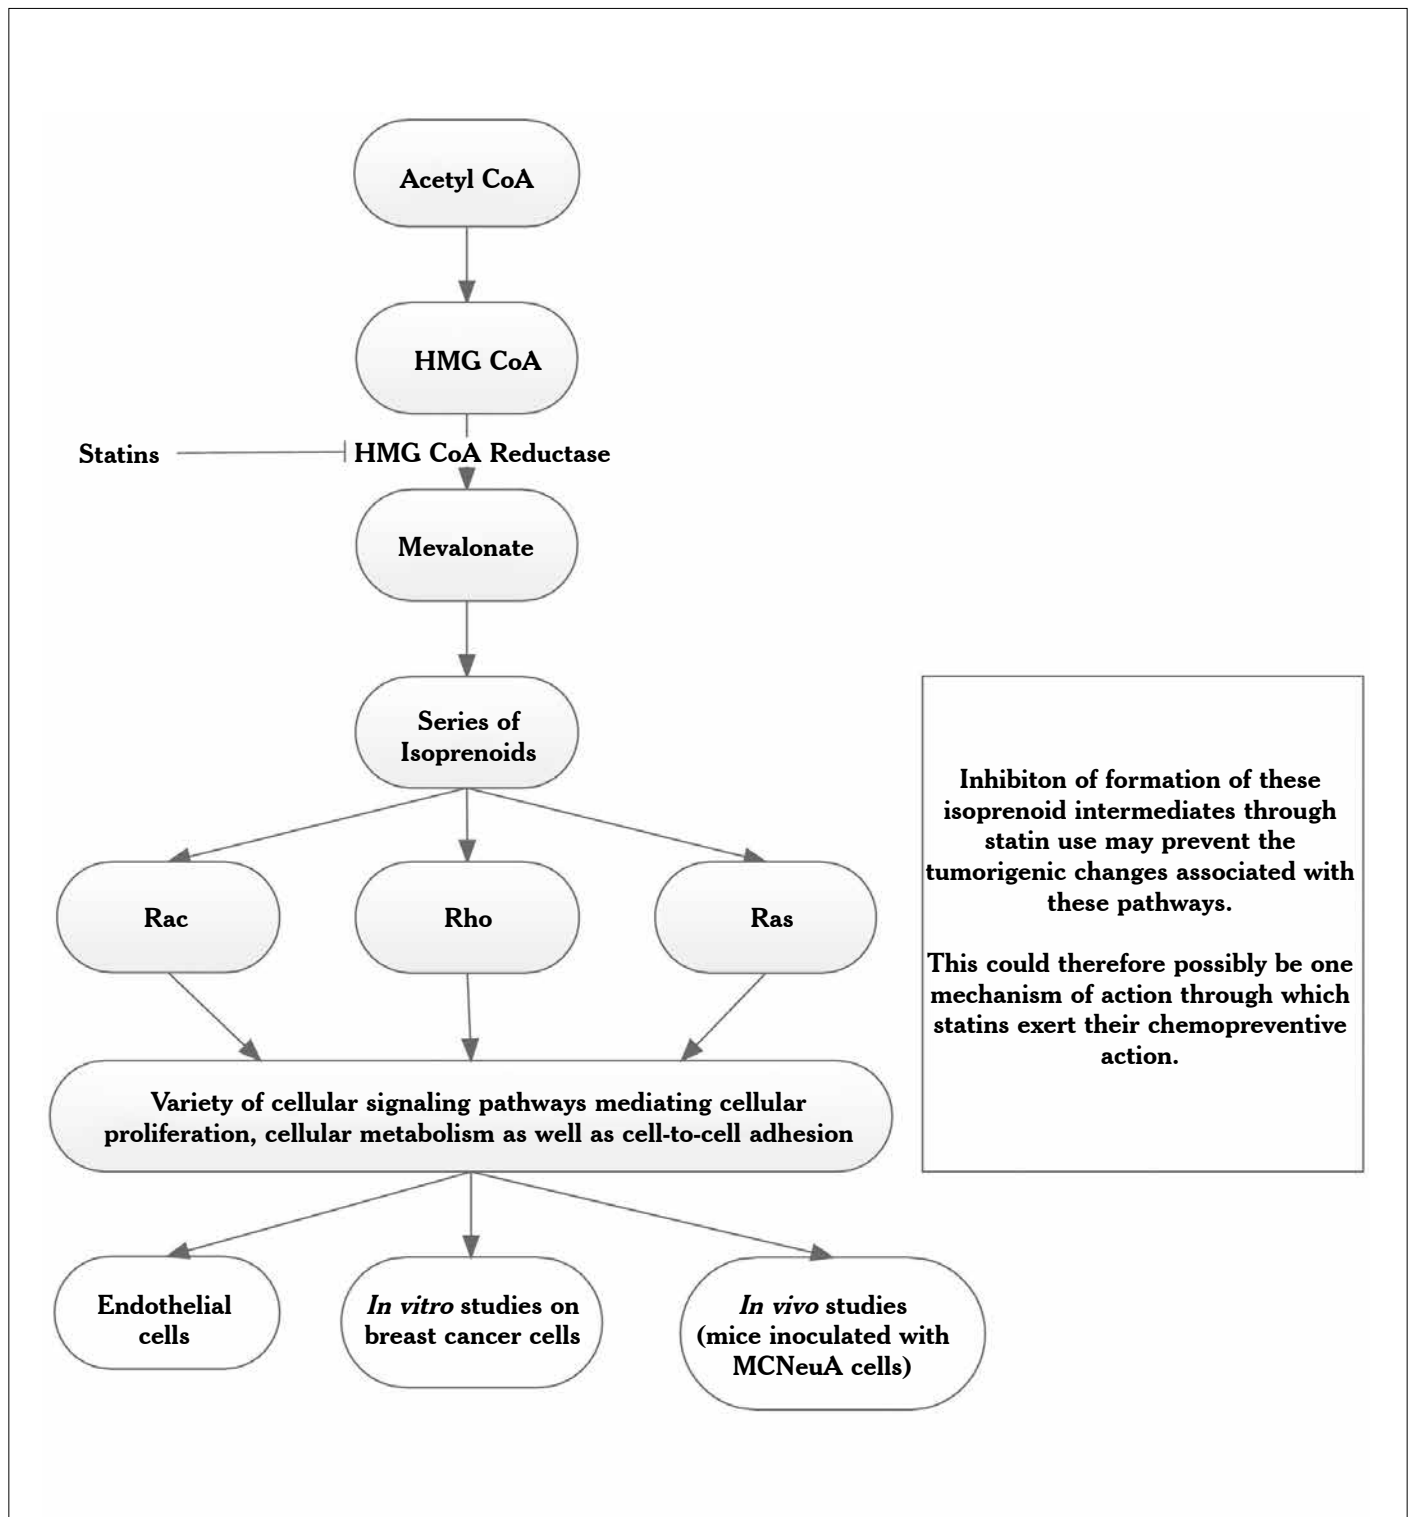 Acetyl CoA
HMG CoA
Statins
HMG CoA Reductase
Mevalonate
Series of
Isoprenoids
Rac
Rho
Ras
Variety of cellular signaling pathways mediating cellular
proliferation, cellular metabolism as well as cell-to-cell adhesion
Endothelial
cells
In vitro studies on
breast cancer cells
In vivo studies
(mice inoculated with
MCNeuA cells)
Inhibiton of formation of these
isoprenoid intermediates through
statin use may prevent the
tumorigenic changes associated with
these pathways.
This could therefore possibly be one
mechanism of action through which
statins exert their chemopreventive
action.